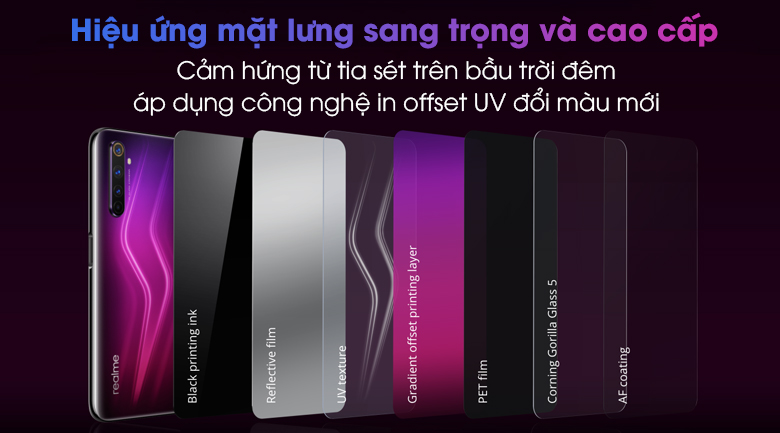 Hiệu ứng mặt lưng sang trọng và cao cấp
Cảm hứng từ tia sét trên bầu trời đêm
áp dụng công nghệ in offset UV đổi màu mới
realme
Black printing ink
Reflective film
UV texture
Gradient offset printing layer
PET film
Corning Gorilla Glass 5
AF coating